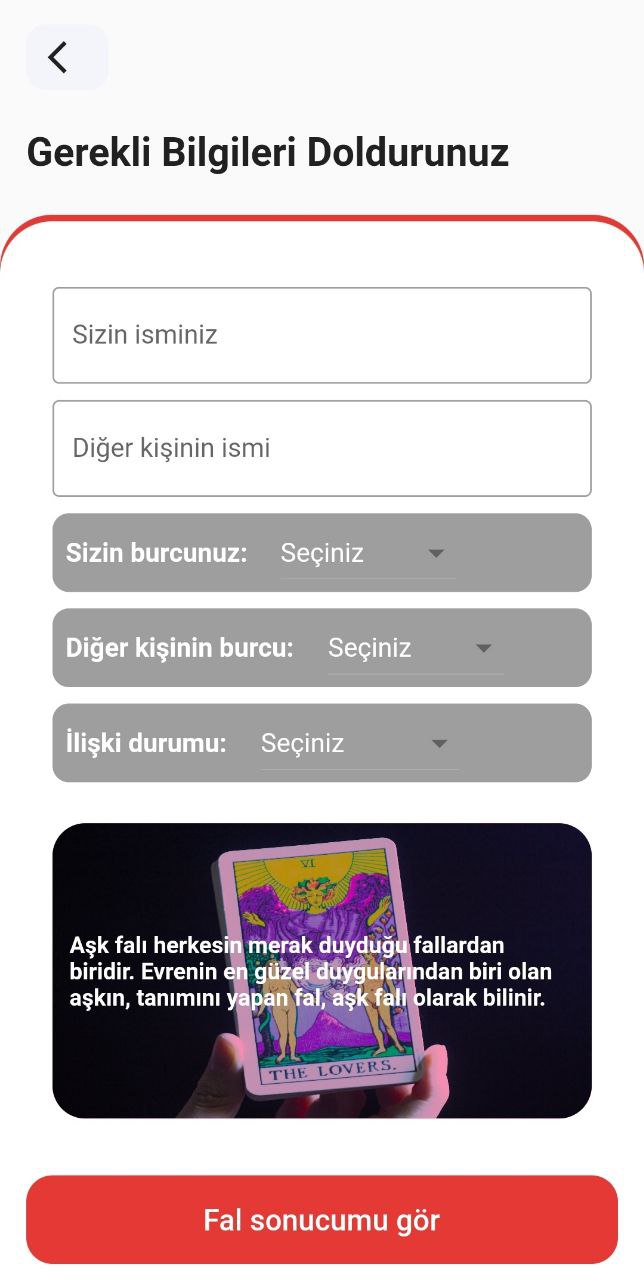 Gerekli Bilgileri Doldurunuz
Sizin isminiz
Diğer kişinin ismi
Sizin burcunuz: Seçiniz
Diğer kişinin burcu: Seçiniz
İlişki durumu: Seçiniz
VI
Aşk falı herkesin merak duyduğu fallardan
biridir. Evrenin en güzel duygularından biri olan
aşkın, tanımını yapan fal, aşk falı olarak bilinir.
THE LOVERS.
Fal sonucumu gör